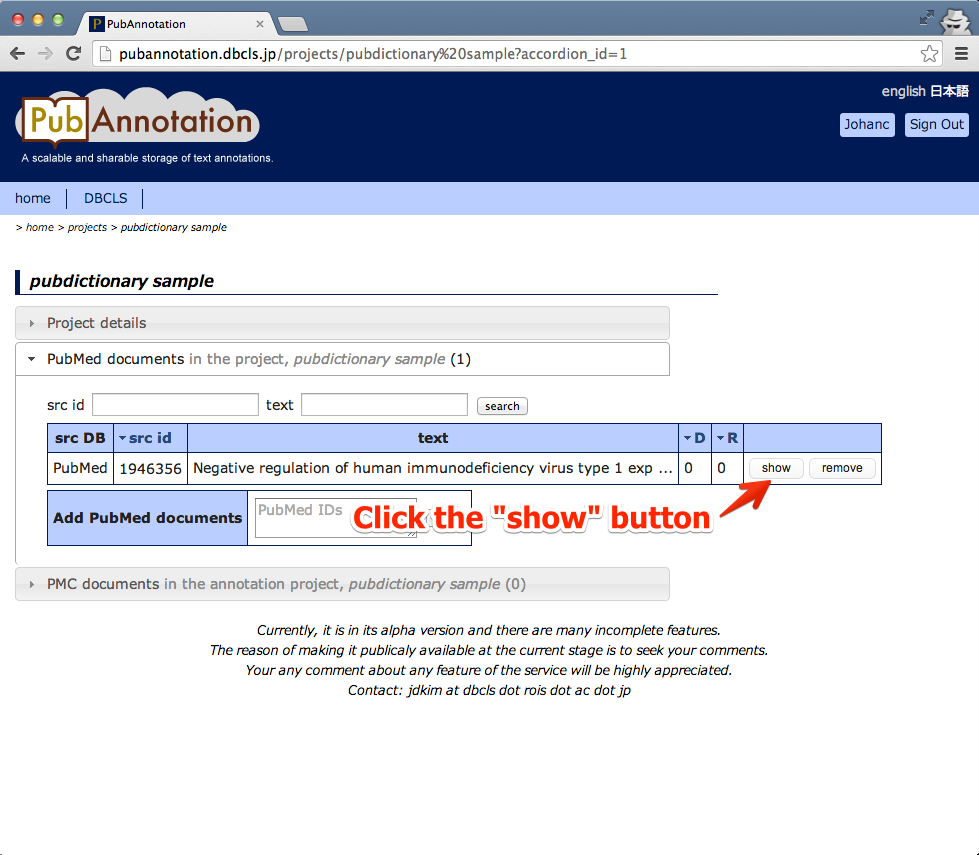 PubAnnotation
pubannotation.dbcls.jp/projects/pubdictionary%20sample?accordion_id=1
english 日本語
PubAnnotation
Johanc Sign Out
A scalable and sharable storage of text annotations.
home DBCLS
> home > projects > pubdictionary sample
pubdictionary sample
Project details
PubMed documents in the project, pubdictionary sample (1)
src id text search
src DB src id text D R
PubMed 1946356 Negative regulation of human immunodeficiency virus type 1 exp ... 0 0 show remove
Add PubMed documents PubMed IDs
Click the "show" button
PMC documents in the annotation project, pubdictionary sample (0)
Currently, it is in its alpha version and there are many incomplete features.
The reason of making it publicaly available at the current stage is to seek your comments.
Your any comment about any feature of the service will be highly appreciated.
Contact: jdkim at dbcls dot rois dot ac dot jp